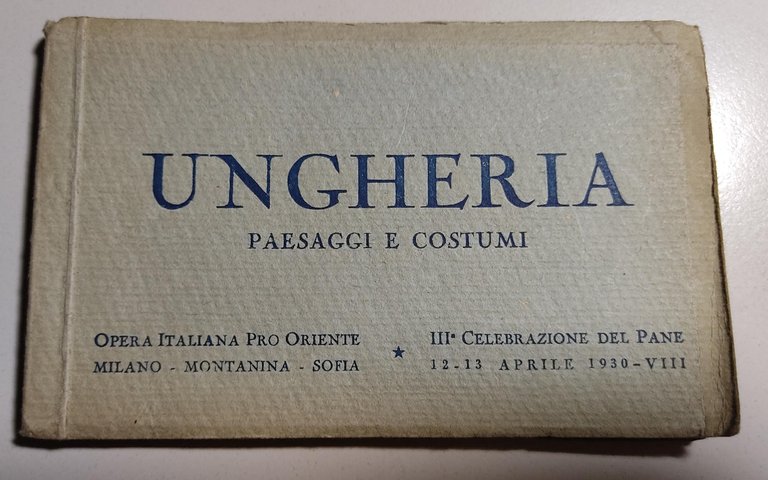 UNGHERIA
PAESAGGI E COSTUMI
OPERA ITALIANA PRO ORIENTE
MILANO - MONTANINA - SOFIA
★
IIIª CELEBRAZIONE DEL PANE
12-13 APRILE 1930-VIII